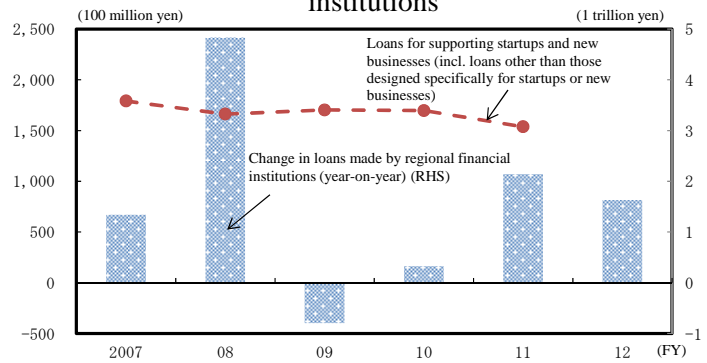 institutions
(100 million yen)
(1 trillion yen)
2,500
2,000
1,500
1,000
500
0
-500
5
4
3
2
1
0
-1
Loans for supporting startups and new
businesses (incl. loans other than those
designed specifically for startups or new
businesses)
Change in loans made by regional financial
institutions (year-on-year) (RHS)
2007
08
09
10
11
12
(FY)